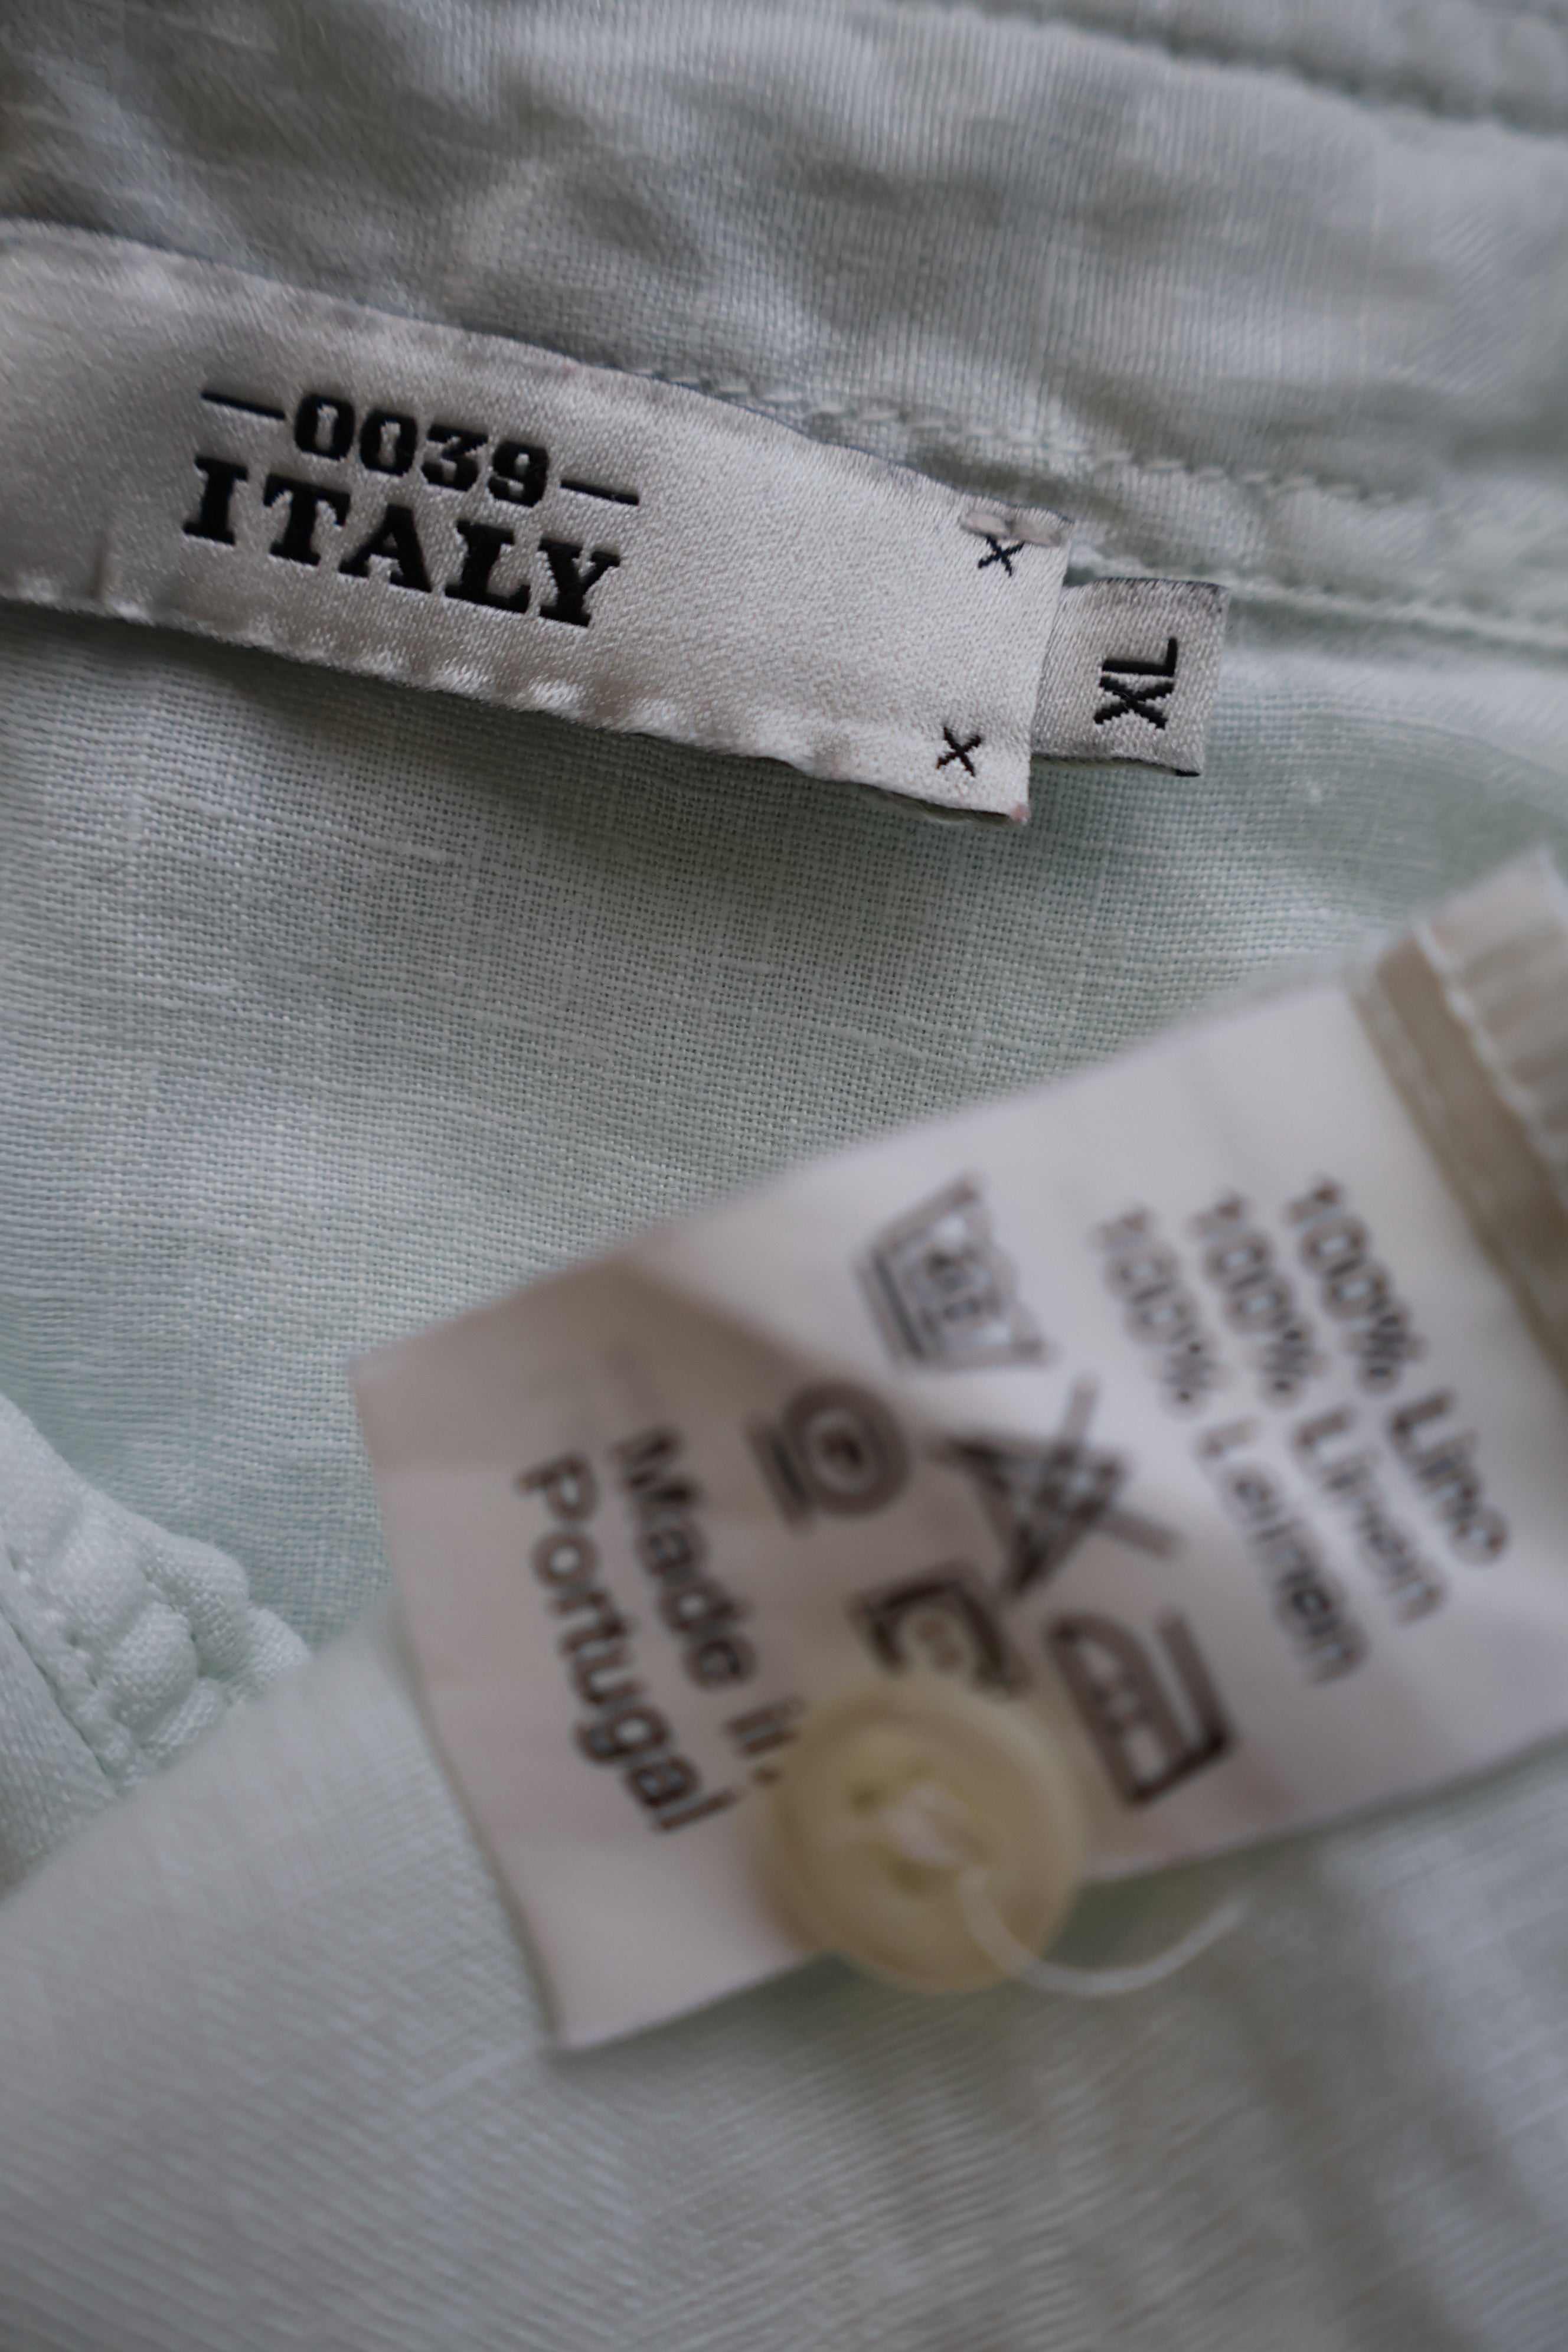 —0039—
ITALY
x
x
XL
100% Lino
100% Linen
100% Leinen
Made in
Portugal